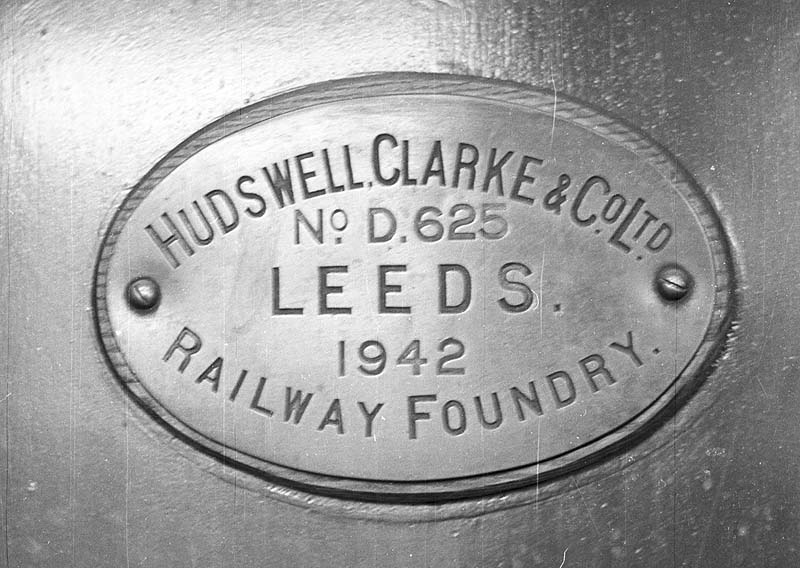 HUDSWELL, CLARKE & CO. LTD.
No. D.625
LEEDS.
1942
RAILWAY FOUNDRY.